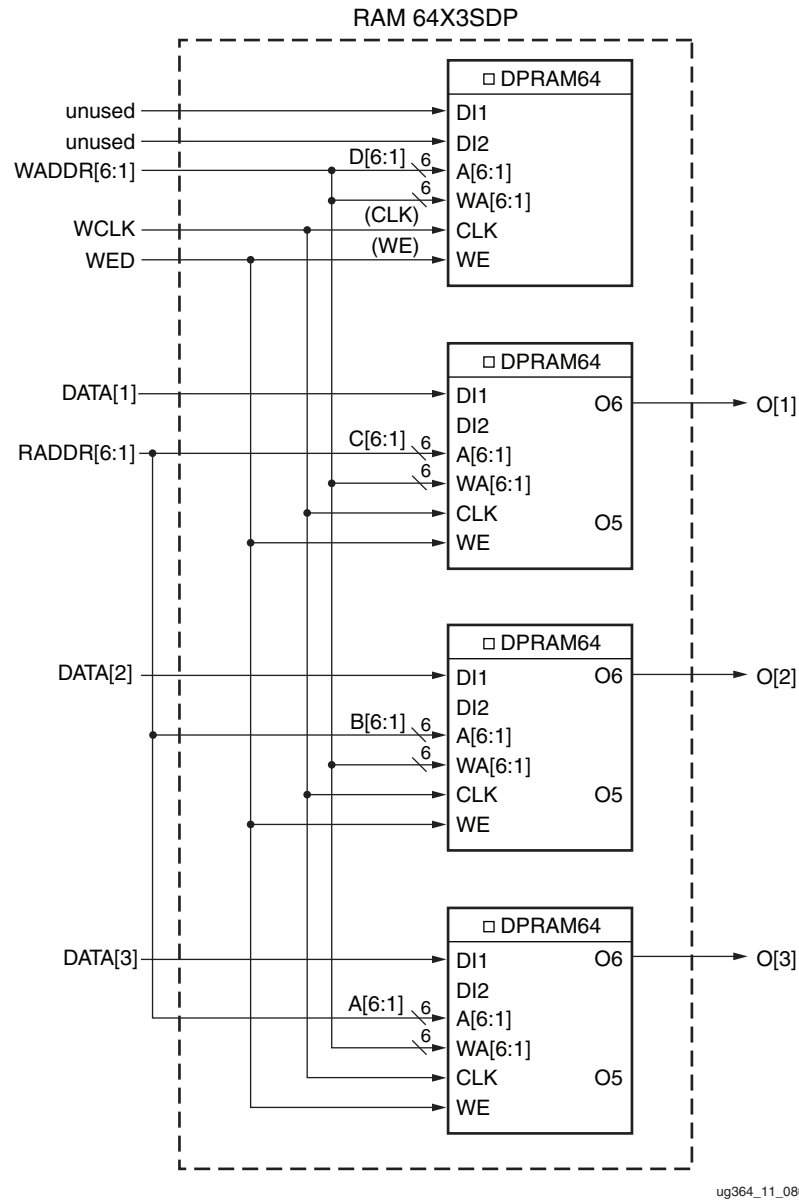 RAM 64X3SDP
DPRAM64
unused DI1
unused DI2
WADDR[6:1] D[6:1] 6 A[6:1]
6 WA[6:1]
WCLK (CLK) CLK
WED (WE) WE
DPRAM64
DATA[1] DI1 O6 O[1]
DI2
RADDR[6:1] C[6:1] 6 A[6:1]
6 WA[6:1]
CLK O5
WE
DPRAM64
DATA[2] DI1 O6 O[2]
DI2
B[6:1] 6 A[6:1]
6 WA[6:1]
CLK O5
WE
DPRAM64
DATA[3] DI1 O6 O[3]
DI2
A[6:1] 6 A[6:1]
6 WA[6:1]
CLK O5
WE